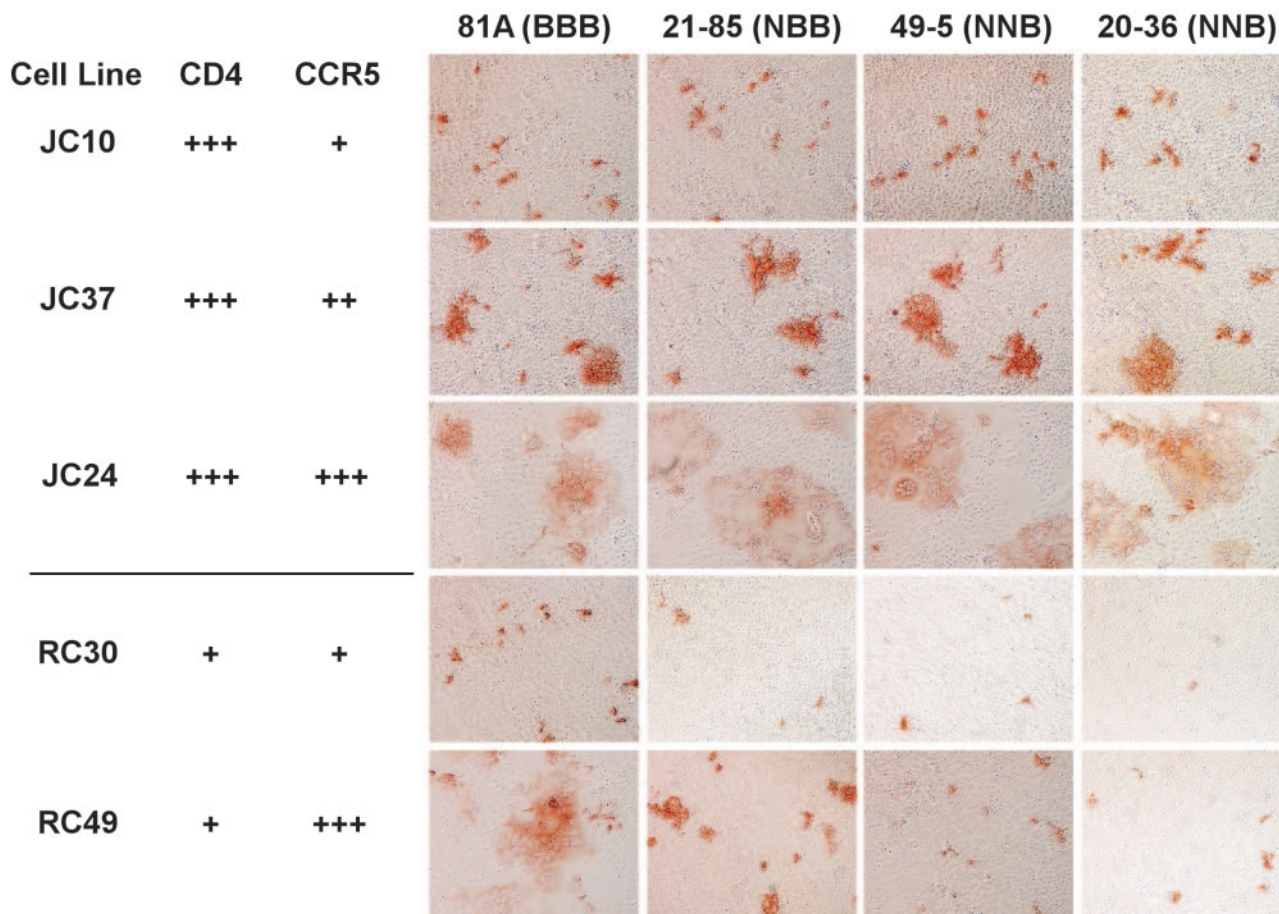 81A (BBB) 21-85 (NBB) 49-5 (NNB) 20-36 (NNB)
Cell Line CD4 CCR5
JC10 +++ +
JC37 +++ ++
JC24 +++ +++
RC30 + +
RC49 + +++